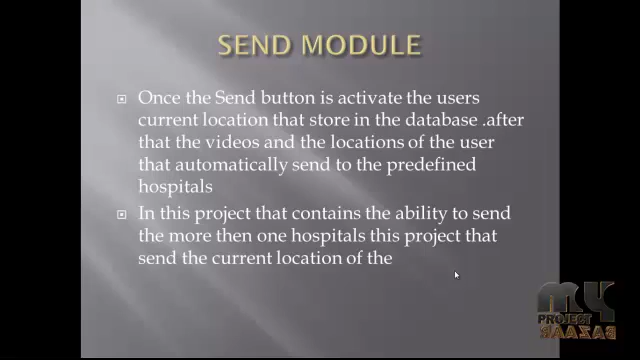 SEND MODULE
Once the Send button is activate the users
current location that store in the database .after
that the videos and the locations of the user
that automatically send to the predefined
hospitals
In this project that contains the ability to send
the more then one hospitals this project that
send the current location of the
MY
PROJECT
BAZAAR